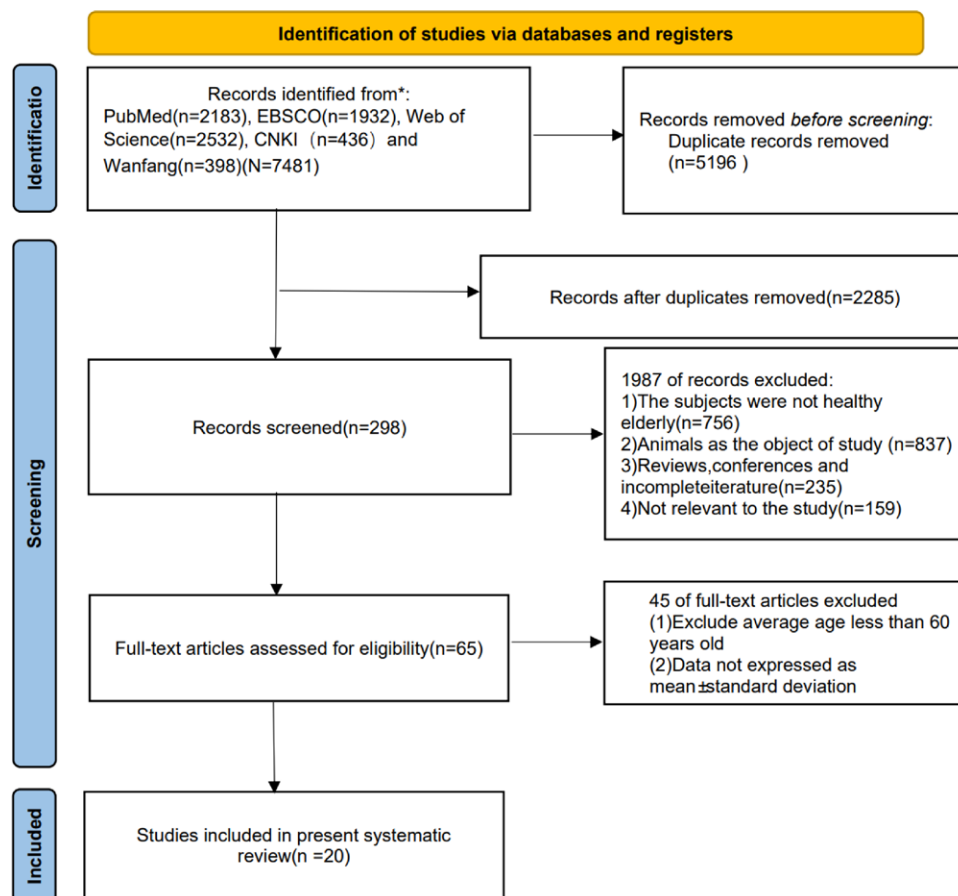 Identification of studies via databases and registers
Identificatio
Records identified from*:
PubMed(n=2183), EBSCO(n=1932), Web of
Science(n=2532), CNKI（n=436）and
Wanfang(n=398)(N=7481)
Records removed before screening:
Duplicate records removed
(n=5196 )
Screening
Records after duplicates removed(n=2285)
Records screened(n=298)
1987 of records excluded:
1)The subjects were not healthy
elderly(n=756)
2)Animals as the object of study (n=837)
3)Reviews,conferences and
incompleteiterature(n=235)
4)Not relevant to the study(n=159)
Full-text articles assessed for eligibility(n=65)
45 of full-text articles excluded
(1)Exclude average age less than 60
years old
(2)Data not expressed as
mean±standard deviation
Included
Studies included in present systematic
review(n =20)